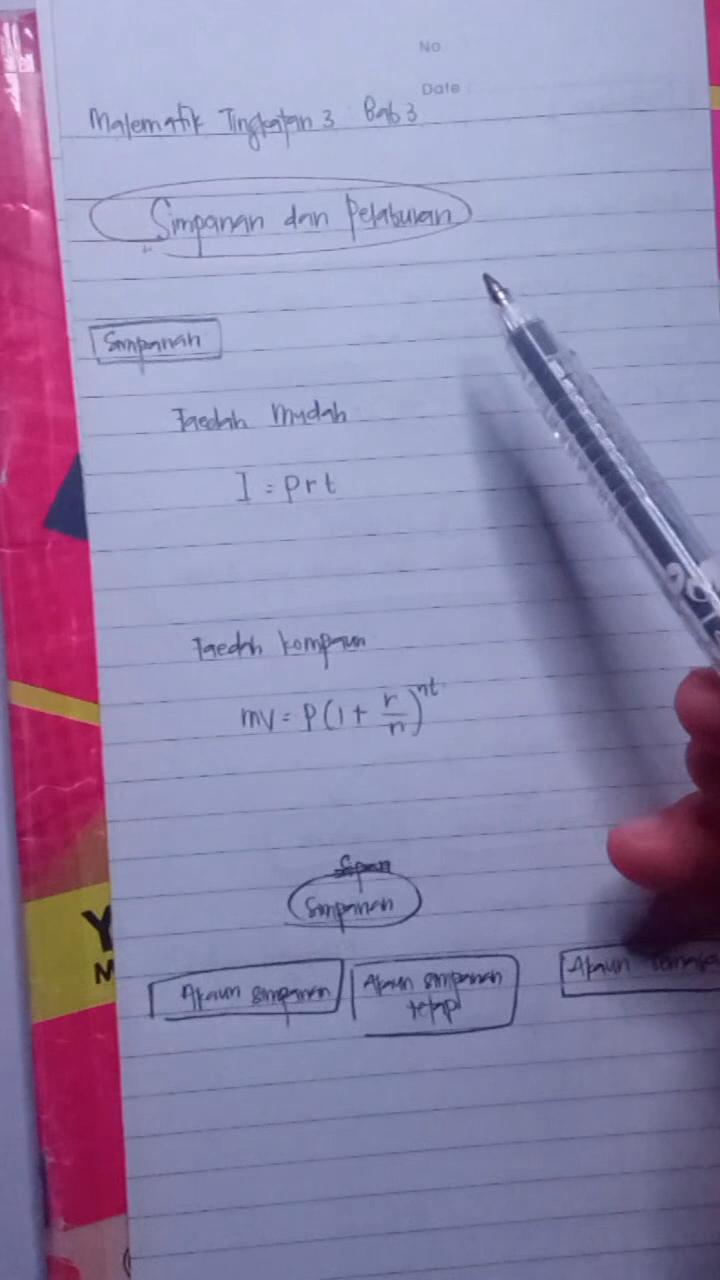 No
Date
Matematik Tingkatan 3 Bab 3
Simpanan dan Pelaburan
Simpanan
Faedah Mudah
I = prt
Faedah kompaun
mv = P(1 + r/n)^nt
Simpanan
Akaun simpanan
Akaun simpanan
tetap
Akaun
Y
M